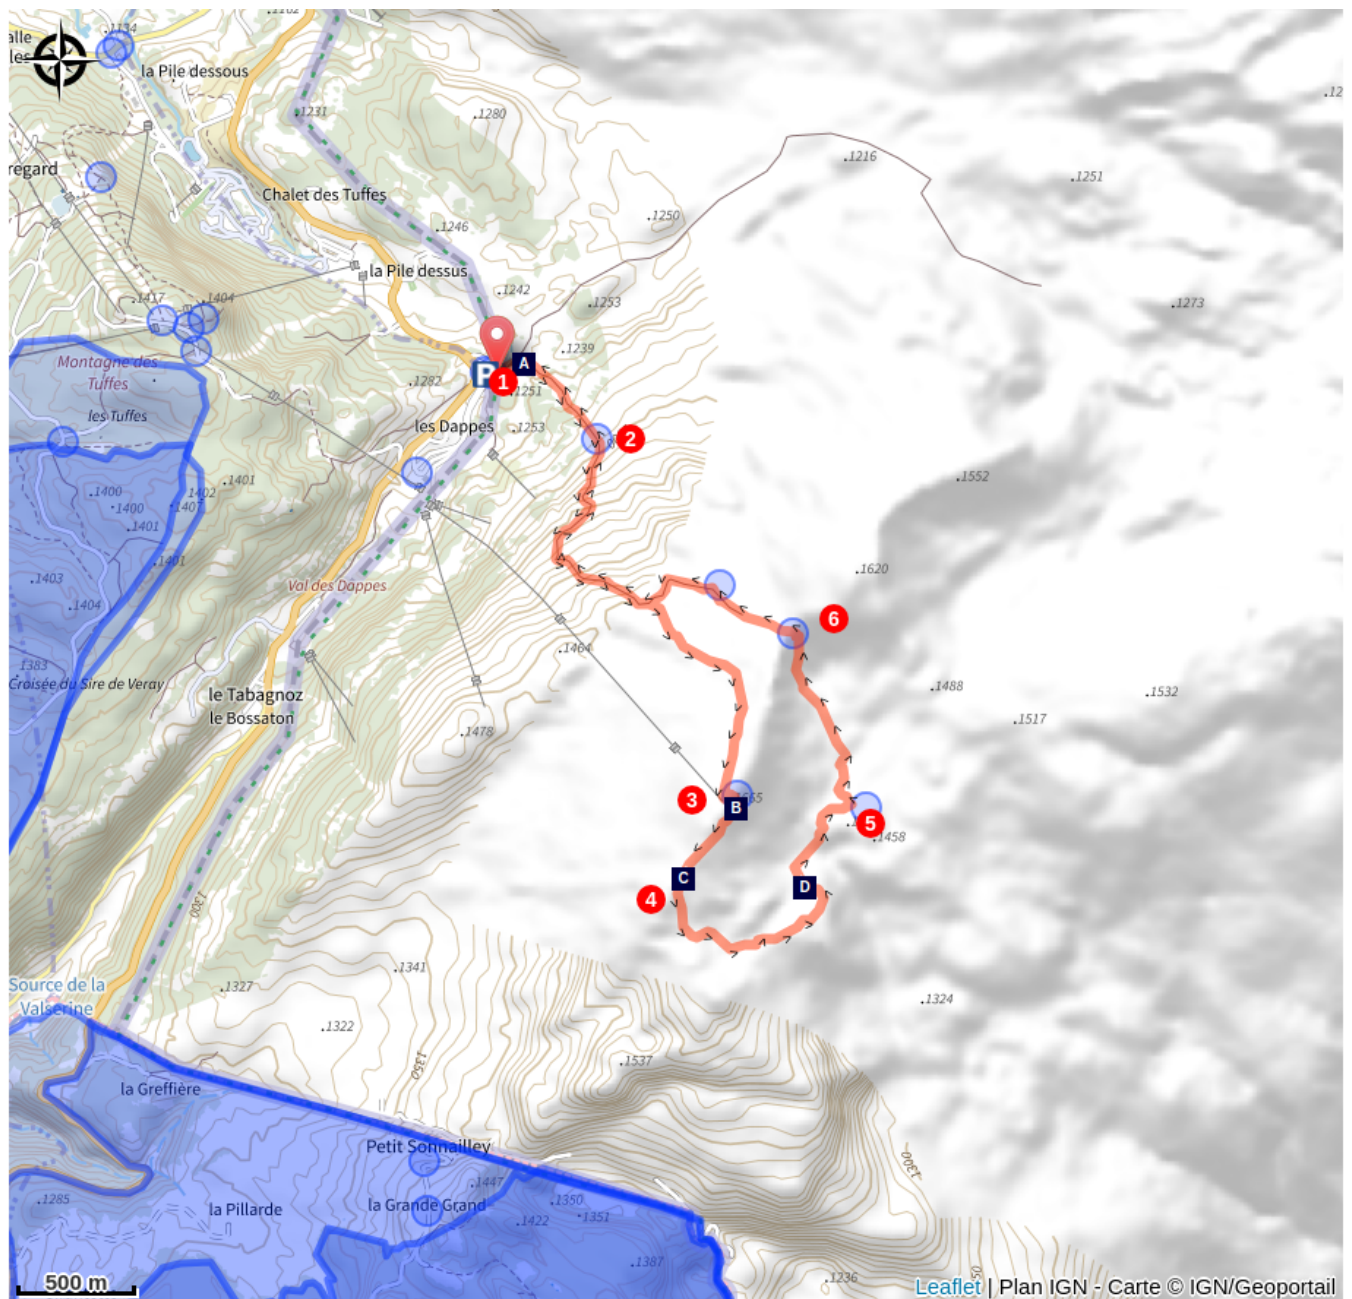 .1134
alle
les
la Pile dessous
.1231
.1280
.12
.1216
.1251
regard
Chalet des Tuffes
.1250
.1246
la Pile dessus
.1242
.1253
.1273
.1417
.1404
Montagne des
Tuffes
.1239
A
P
1
.1282
.1251
les Tuffes
les Dappes
.1253
2
.1552
.1401
.1400
.1402
.1400
.1407
.1401
.1401
.1403
.1620
Val des Dappes
.1404
6
.1464
.1383
Croisée du Sire de Veray
.1488
.1532
le Tabagnoz
le Bossaton
.1517
.1478
3
B
5
.1458
C
D
4
1300
.1341
Source de la
Valserine
.1327
.1324
.1322
.1537
1350
la Greffière
Petit Sonnailley
1300
.1447
.1285
la Pillarde
la Grande Grand
.1350
.1351
.1422
.1387
.1236
500 m
Leaflet | Plan IGN - Carte © IGN/Geoportail